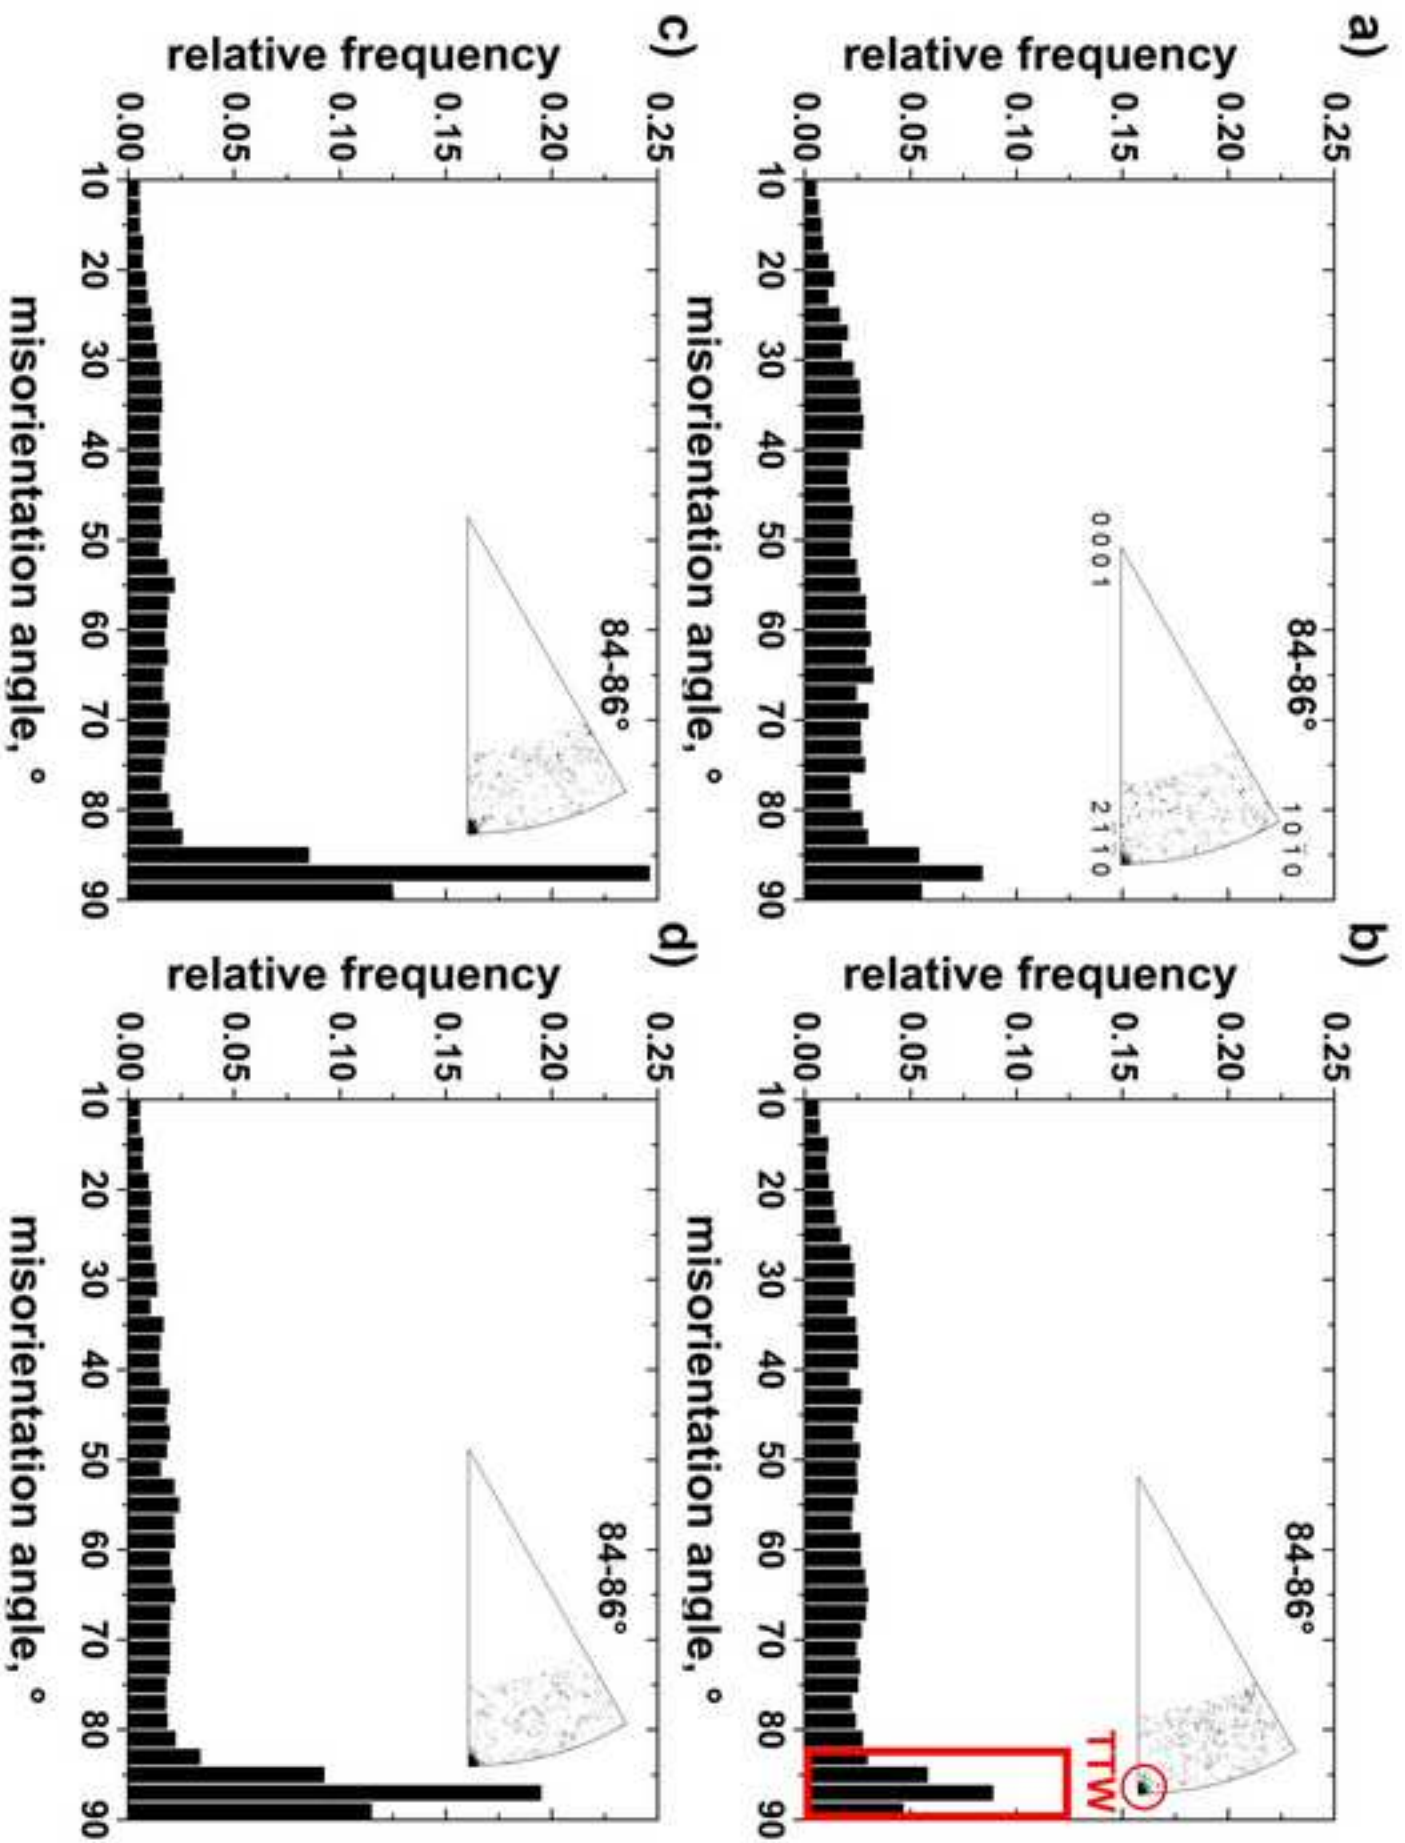 a)
relative frequency
0.25
0.20
0.15
0.10
0.05
0.00
10 20 30 40 50 60 70 80 90
misorientation angle, °
84-86°
0 0 0 1
2 1̄ 1̄ 0
1 0 1̄ 0
b)
relative frequency
0.25
0.20
0.15
0.10
0.05
0.00
10 20 30 40 50 60 70 80 90
misorientation angle, °
84-86°
TTW
c)
relative frequency
0.25
0.20
0.15
0.10
0.05
0.00
10 20 30 40 50 60 70 80 90
misorientation angle, °
84-86°
d)
relative frequency
0.25
0.20
0.15
0.10
0.05
0.00
10 20 30 40 50 60 70 80 90
misorientation angle, °
84-86°